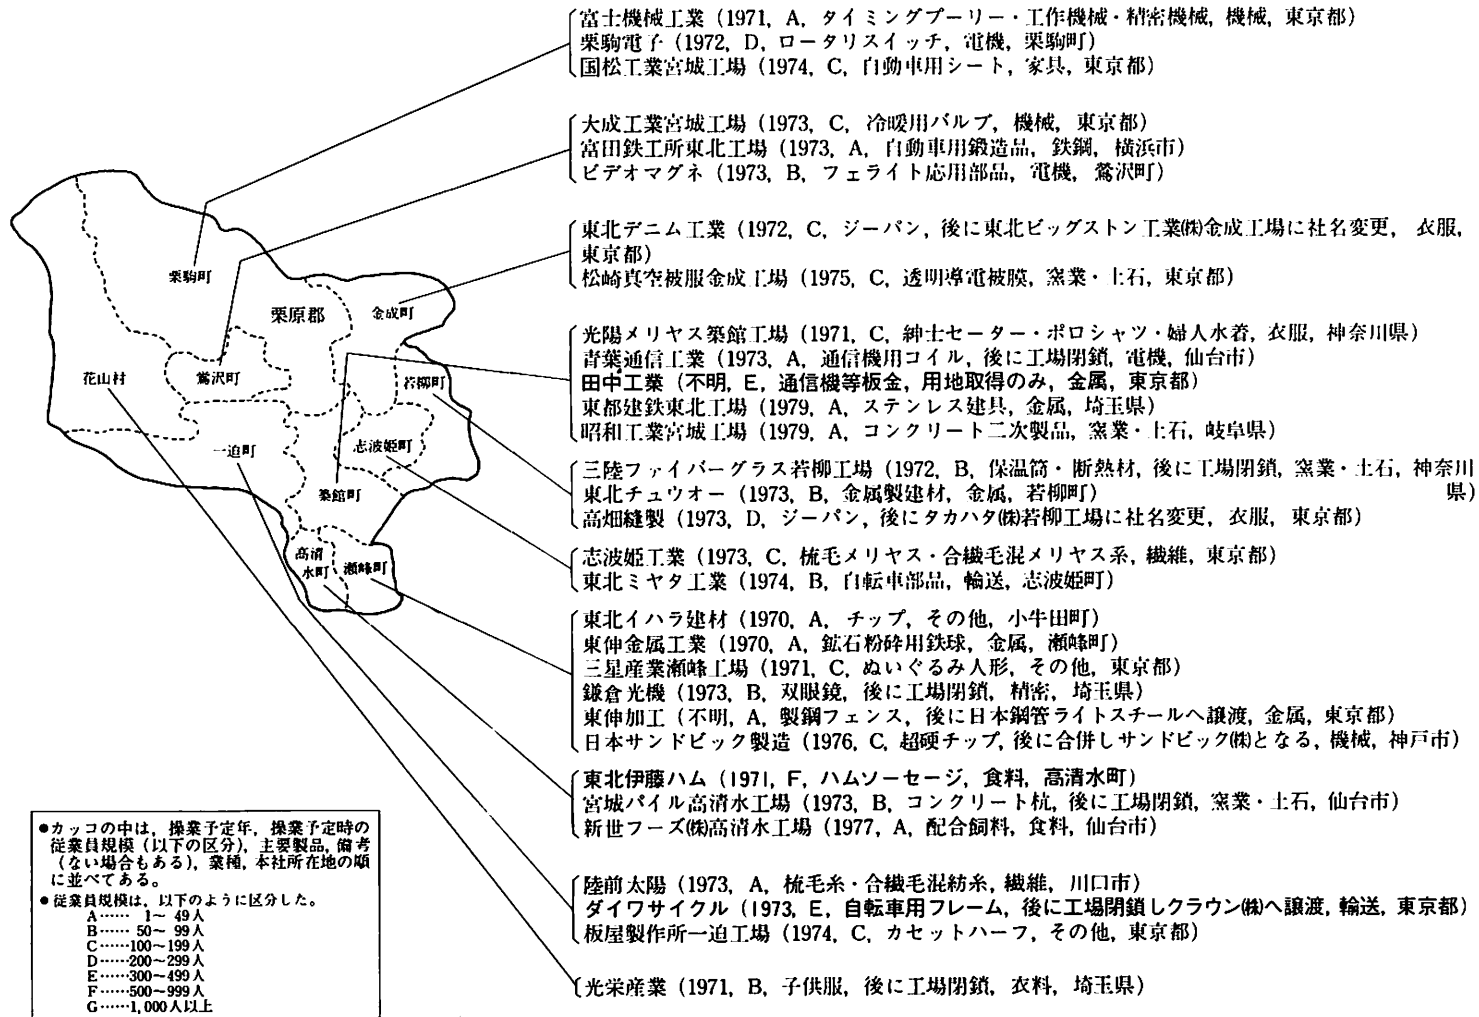 富士機械工業 (1971, A, タイミングプーリー・工作機械・精密機械, 機械, 東京都)
栗駒電子 (1972, D, ロータリスイッチ, 電機, 栗駒町)
国松工業宮城工場 (1974, C, 自動車用シート, 家具, 東京都)
大成工業宮城工場 (1973, C, 冷暖用バルブ, 機械, 東京都)
富田鉄工所東北工場 (1973, A, 自動車用鍛造品, 鉄鋼, 横浜市)
ビデオマグネ (1973, B, フェライト応用部品, 電機, 鶯沢町)
東北デニム工業 (1972, C, ジーパン, 後に東北ビッグストン工業㈱金成工場に社名変更, 衣服,
東京都)
松崎真空被服金成工場 (1975, C, 透明導電被膜, 窯業・土石, 東京都)
光陽メリヤス築館工場 (1971, C, 紳士セーター・ポロシャツ・婦人水着, 衣服, 神奈川県)
青葉通信工業 (1973, A, 通信機用コイル, 後に工場閉鎖, 電機, 仙台市)
田中工業 (不明, E, 通信機等板金, 用地取得のみ, 金属, 東京都)
東都建鉄東北工場 (1979, A, ステンレス建具, 金属, 埼玉県)
昭和工業宮城工場 (1979, A, コンクリート二次製品, 窯業・土石, 岐阜県)
三陸ファイバーグラス若柳工場 (1972, B, 保温筒・断熱材, 後に工場閉鎖, 窯業・土石, 神奈川
県)
東北チュウオー (1973, B, 金属製建材, 金属, 若柳町)
高畑縫製 (1973, D, ジーパン, 後にタカハタ㈱若柳工場に社名変更, 衣服, 東京都)
志波姫工業 (1973, C, 梳毛メリヤス・合繊毛混メリヤス系, 繊維, 東京都)
東北ミヤタ工業 (1974, B, 自転車部品, 輸送, 志波姫町)
東北イハラ建材 (1970, A, チップ, その他, 小牛田町)
東伸金属工業 (1970, A, 鉱石粉砕用鉄球, 金属, 瀬峰町)
三星産業瀬峰工場 (1971, C, ぬいぐるみ人形, その他, 東京都)
鎌倉光機 (1973, B, 双眼鏡, 後に工場閉鎖, 精密, 埼玉県)
東伸加工 (不明, A, 製鋼フェンス, 後に日本鋼管ライトスチールへ譲渡, 金属, 東京都)
日本サンドビック製造 (1976, C, 超硬チップ, 後に合併しサンドビック㈱となる, 機械, 神戸市)
東北伊藤ハム (1971, F, ハムソーセージ, 食料, 高清水町)
宮城パイル高清水工場 (1973, B, コンクリート杭, 後に工場閉鎖, 窯業・土石, 仙台市)
新世フーズ㈱高清水工場 (1977, A, 配合飼料, 食料, 仙台市)
陸前太陽 (1973, A, 梳毛糸・合繊毛混紡糸, 繊維, 川口市)
ダイワサイクル (1973, E, 自転車用フレーム, 後に工場閉鎖しクラウン㈱へ譲渡, 輸送, 東京都)
板屋製作所一迫工場 (1974, C, カセットハーフ, その他, 東京都)
光栄産業 (1971, B, 子供服, 後に工場閉鎖, 衣料, 埼玉県)
栗駒町
栗原郡
金成町
花山村
鶯沢町
若柳町
一迫町
志波姫町
築館町
高清
水町
瀬峰町
●カッコの中は, 操業予定年, 操業予定時の
従業員規模 (以下の区分), 主要製品, 備考
(ない場合もある), 業種, 本社所在地の順
に並べてある。
●従業員規模は, 以下のように区分した。
A…… 1〜 49人
B…… 50〜 99人
C……100〜199人
D……200〜299人
E……300〜499人
F……500〜999人
G……1,000人以上